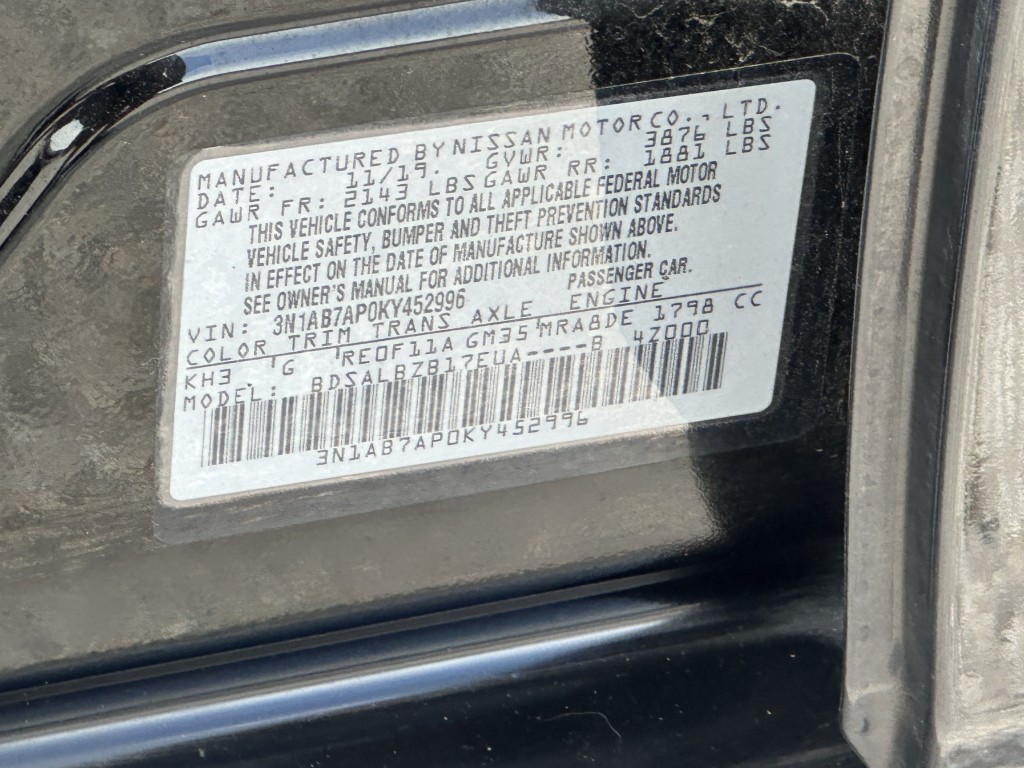 MANUFACTURED BY NISSAN MOTOR CO., LTD.
DATE: 11/19. GVWR: 3876 LBS
GAWR FR: 2143 LBS GAWR RR: 1881 LBS
THIS VEHICLE CONFORMS TO ALL APPLICABLE FEDERAL MOTOR
VEHICLE SAFETY, BUMPER AND THEFT PREVENTION STANDARDS
IN EFFECT ON THE DATE OF MANUFACTURE SHOWN ABOVE.
SEE OWNER'S MANUAL FOR ADDITIONAL INFORMATION.
VIN: 3N1AB7AP0KY452996 PASSENGER CAR.
COLOR TRIM TRANS AXLE ENGINE
KH3 G RE0F11A GM35 MRA8DE 1798 CC
MODEL: BDSALBZB17EUA----B 4Z000
3N1AB7AP0KY452996